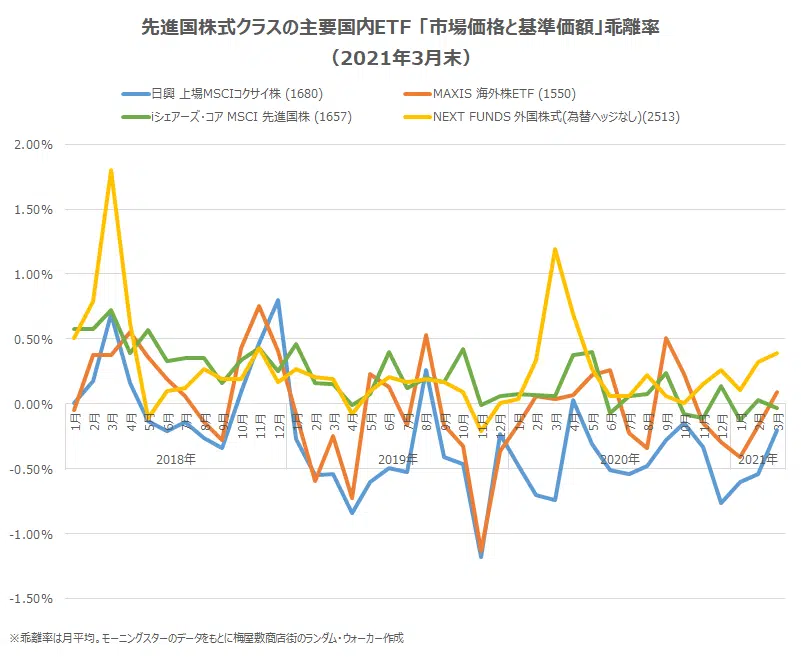 先進国株式クラスの主要国内ETF 「市場価格と基準価額」乖離率
（2021年3月末）
日興 上場MSCIコクサイ株 (1680)
MAXIS 海外株ETF (1550)
iシェアーズ・コア MSCI 先進国株 (1657)
NEXT FUNDS 外国株式(為替ヘッジなし)(2513)
2.00%
1.50%
1.00%
0.50%
0.00%
-0.50%
-1.00%
-1.50%
1月 2月 3月 4月 5月 6月 7月 8月 9月 10月 11月 12月 1月 2月 3月 4月 5月 6月 7月 8月 9月 10月 11月 12月 1月 2月 3月 4月 5月 6月 7月 8月 9月 10月 11月 12月 1月 2月 3月
2018年 2019年 2020年 2021年
※乖離率は月平均。モーニングスターのデータをもとに梅屋敷商店街のランダム・ウォーカー作成